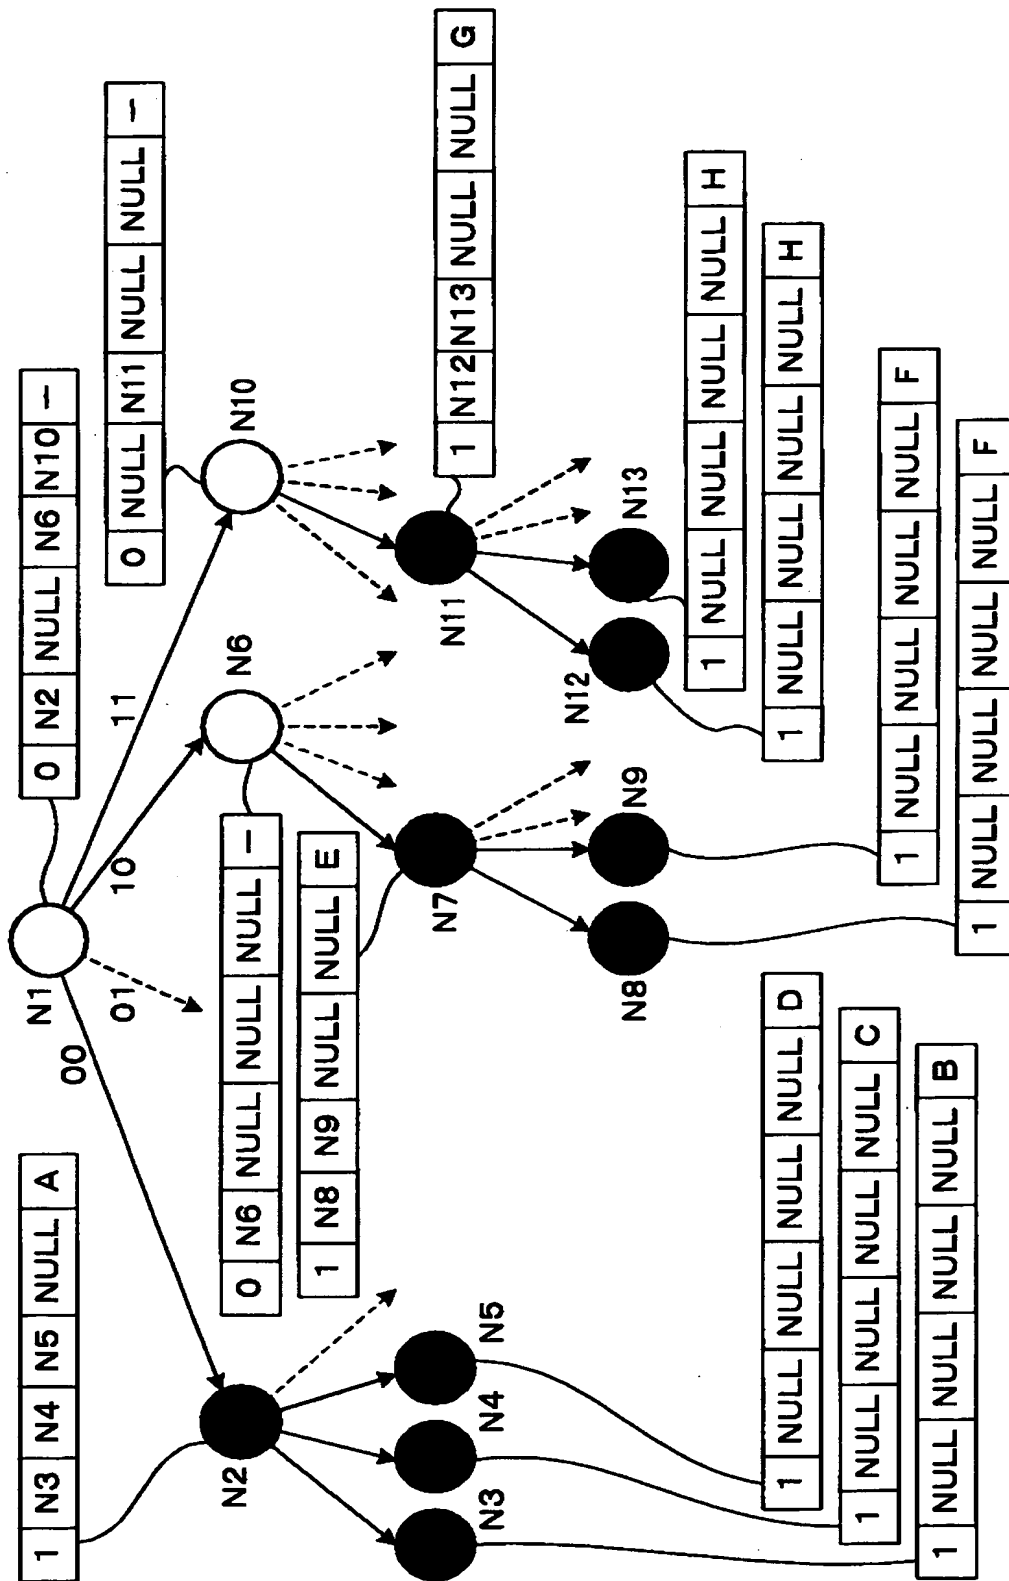 1 N3 N4 N5 NULL A
N1
0 N2 NULL N6 N10 —
00
01
10
11
0 NULL N11 NULL NULL —
N2
N6
N10
0 N6 NULL NULL NULL —
1 N8 N9 NULL NULL E
N7
N11
1 N12 N13 NULL NULL G
N3
N4
N5
N8
N9
N12
N13
1 NULL NULL NULL NULL H
1 NULL NULL NULL NULL D
1 NULL NULL NULL NULL H
1 NULL NULL NULL NULL C
1 NULL NULL NULL NULL F
1 NULL NULL NULL NULL B
1 NULL NULL NULL NULL F